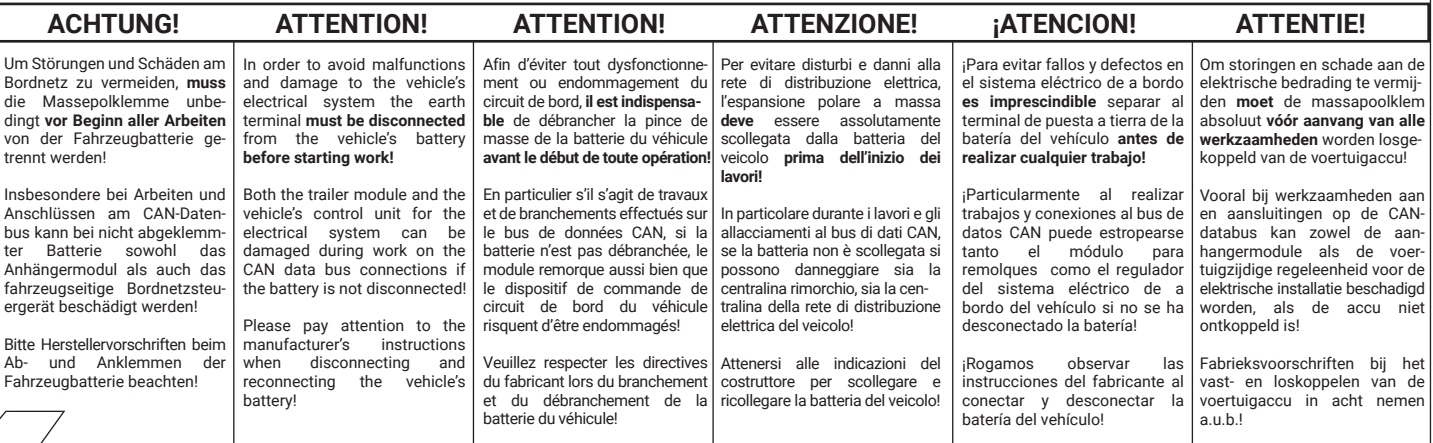 ACHTUNG!
Um Störungen und Schäden am
Bordnetz zu vermeiden, muss
die Massepolklemme unbe-
dingt vor Beginn aller Arbeiten
von der Fahrzeugbatterie ge-
trennt werden!
Insbesondere bei Arbeiten und
Anschlüssen am CAN-Daten-
bus kann bei nicht abgeklemm-
ter Batterie sowohl das
Anhängermodul als auch das
fahrzeugseitige Bordnetzsteu-
ergerät beschädigt werden!
Bitte Herstellervorschriften beim
Ab- und Anklemmen der
Fahrzeugbatterie beachten!
ATTENTION!
In order to avoid malfunctions
and damage to the vehicle's
electrical system the earth
terminal must be disconnected
from the vehicle's battery
before starting work!
Both the trailer module and the
vehicle's control unit for the
electrical system can be
damaged during work on the
CAN data bus connections if
the battery is not disconnected!
Please pay attention to the
manufacturer's instructions
when disconnecting and
reconnecting the vehicle's
battery!
ATTENTION!
Afin d'éviter tout dysfonctionne-
ment ou endommagement du
circuit de bord, il est indispensa-
ble de débrancher la pince de
masse de la batterie du véhicule
avant le début de toute opération!
En particulier s'il s'agit de travaux
et de branchements effectués sur
le bus de données CAN, si la
batterie n'est pas débranchée, le
module remorque aussi bien que
le dispositif de commande de
circuit de bord du véhicule
risquent d'être endommagés!
Veuillez respecter les directives
du fabricant lors du branchement
et du débranchement de la
batterie du véhicule!
ATTENZIONE!
Per evitare disturbi e danni alla
rete di distribuzione elettrica,
l'espansione polare a massa
deve essere assolutamente
scollegata dalla batteria del
veicolo prima dell'inizio dei
lavori!
In particolare durante i lavori e gli
allacciamenti al bus di dati CAN,
se la batteria non è scollegata si
possono danneggiare sia la
centralina rimorchio, sia la cen-
tralina della rete di distribuzione
elettrica del veicolo!
Attenersi alle indicazioni del
costruttore per scollegare e
ricollegare la batteria del veicolo!
¡ATENCION!
¡Para evitar fallos y defectos en
el sistema eléctrico de a bordo
es imprescindible separar al
terminal de puesta a tierra de la
batería del vehículo antes de
realizar cualquier trabajo!
¡Particularmente al realizar
trabajos y conexiones al bus de
datos CAN puede estropearse
tanto el módulo para
remolques como el regulador
del sistema eléctrico de a
bordo del vehículo si no se ha
desconectado la batería!
¡Rogamos observar las
instrucciones del fabricante al
conectar y desconectar la
batería del vehículo!
ATTENTIE!
Om storingen en schade aan de
elektrische bedrading te vermij-
den moet de massapoolklem
absoluut vóór aanvang van alle
werkzaamheden worden losge-
koppeld van de voertuigaccu!
Vooral bij werkzaamheden aan
en aansluitingen op de CAN-
databus kan zowel de aan-
hangermodule als de voer-
tuigzijdige regeleenheid voor de
elektrische installatie beschadigd
worden, als de accu niet
ontkoppeld is!
Fabrieksvoorschriften bij het
vast- en loskoppelen van de
voertuigaccu in acht nemen
a.u.b.!